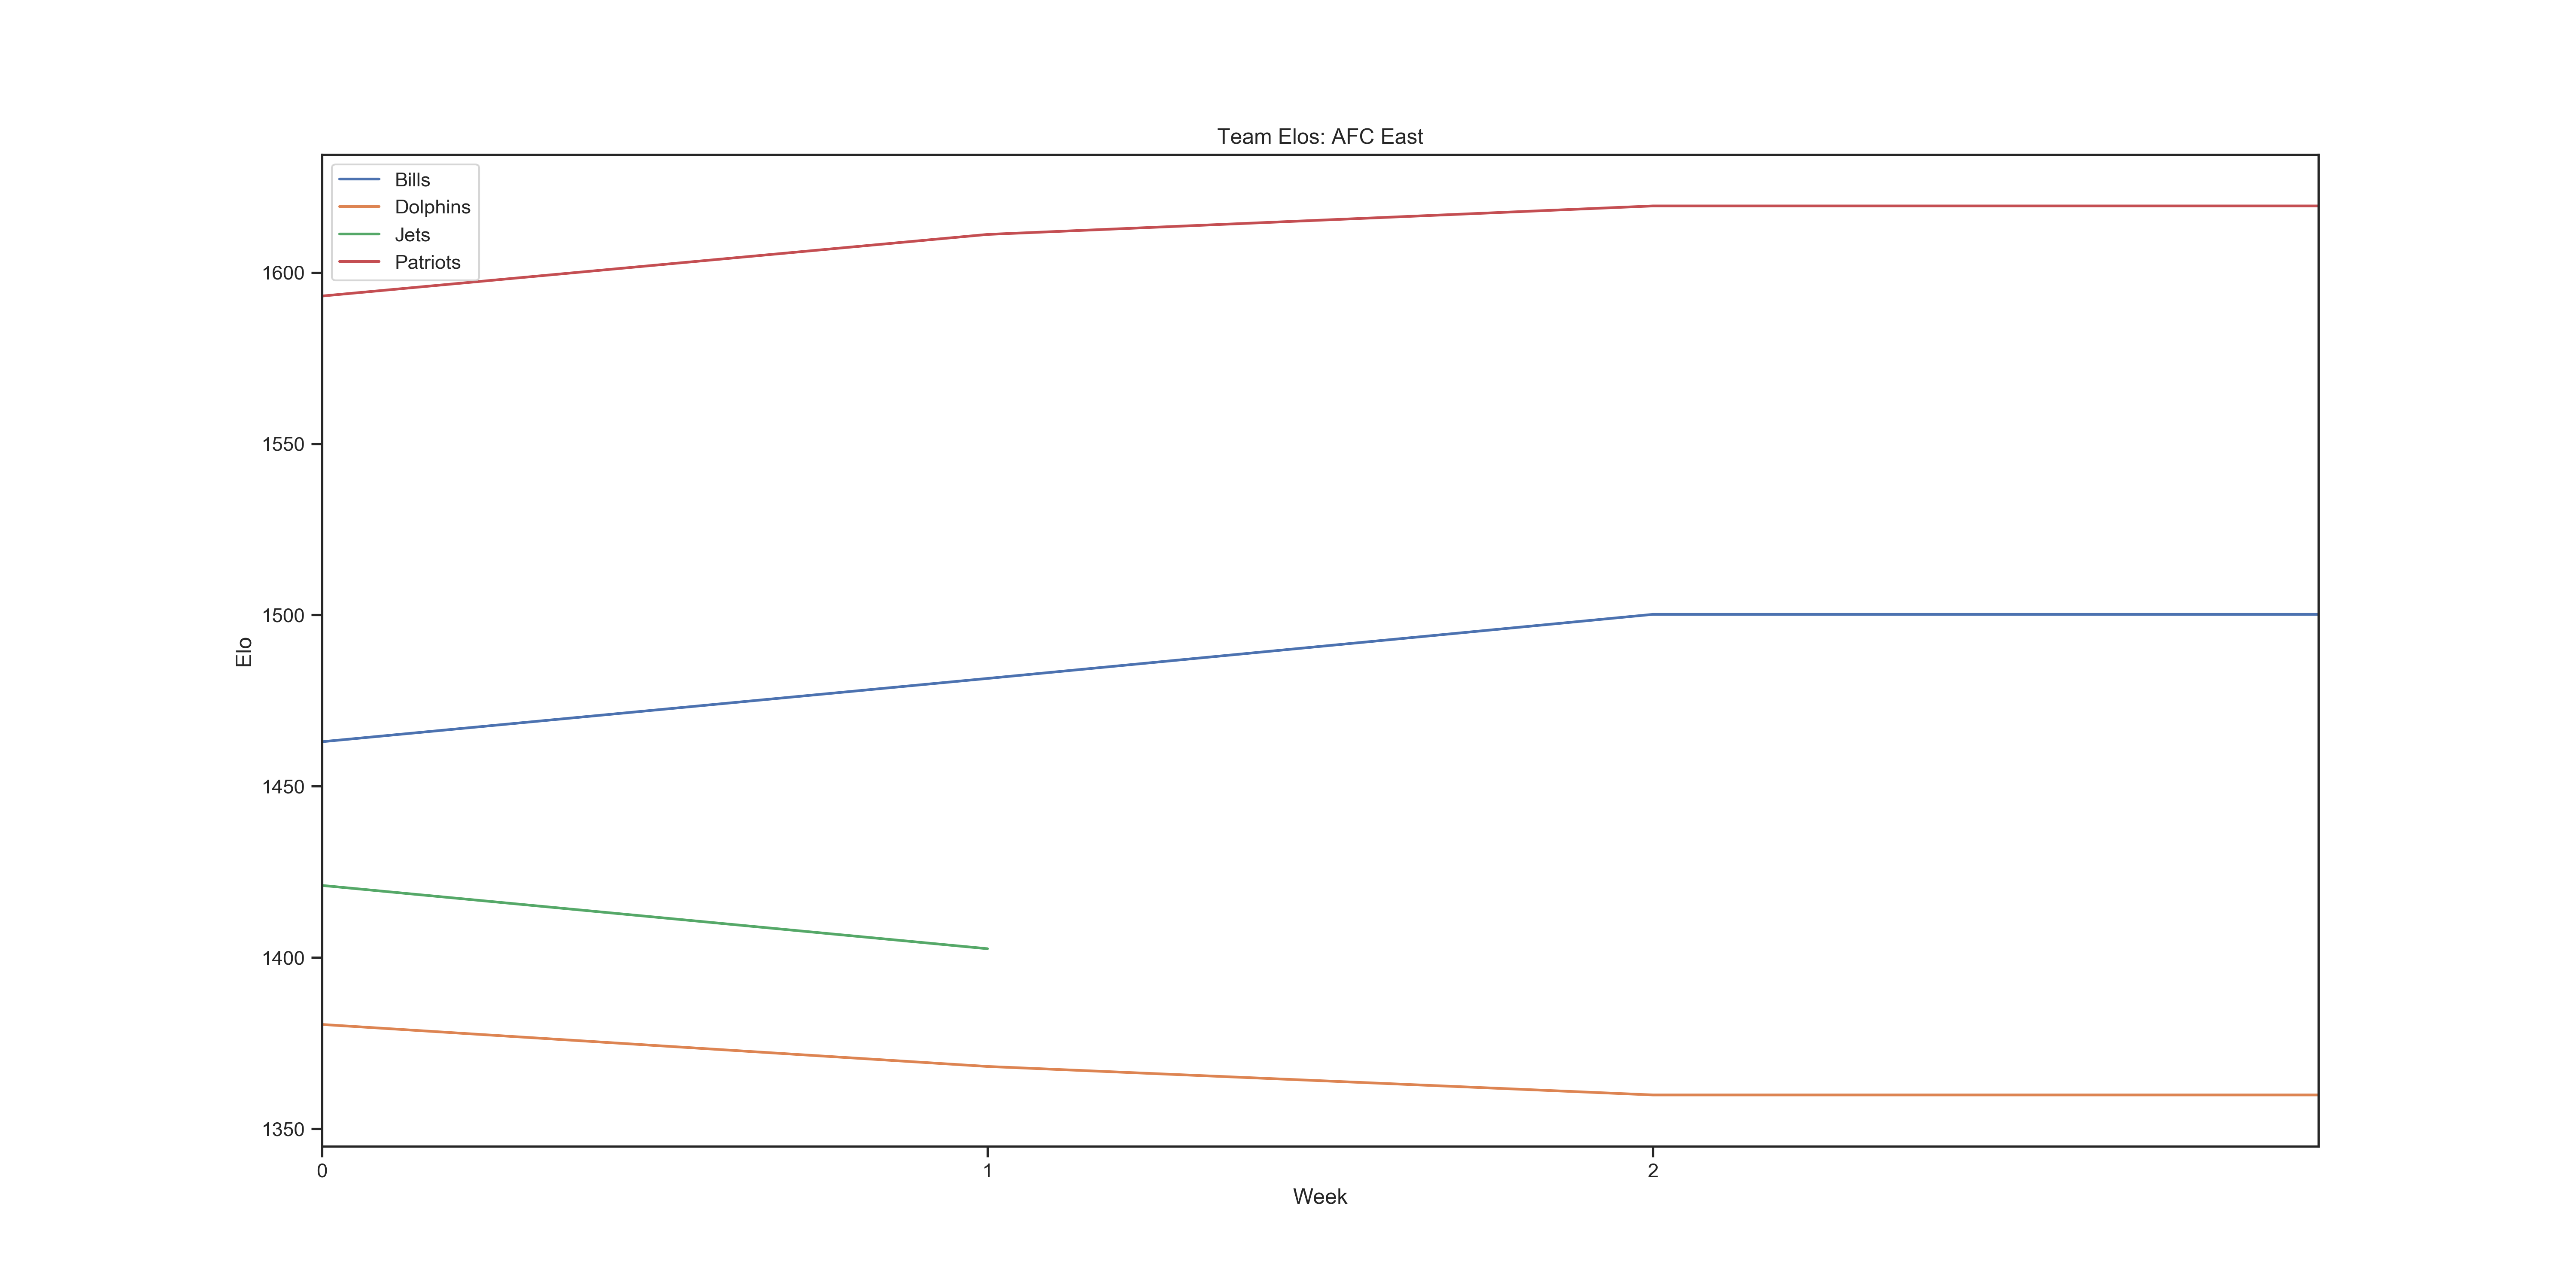 Team Elos: AFC East
Bills
Dolphins
Jets
Patriots
1600
1550
1500
1450
1400
1350
Elo
0 1 2
Week